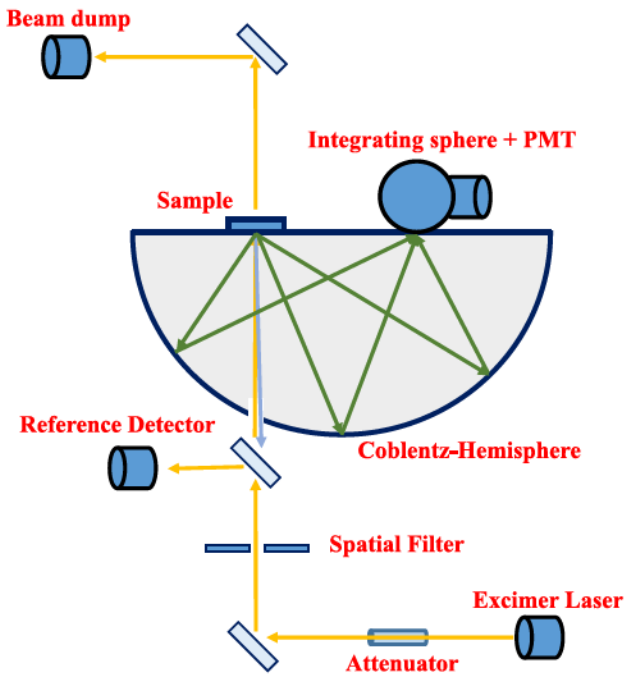 Beam dump
Integrating sphere + PMT
Sample
Reference Detector
Coblentz-Hemisphere
Spatial Filter
Excimer Laser
Attenuator